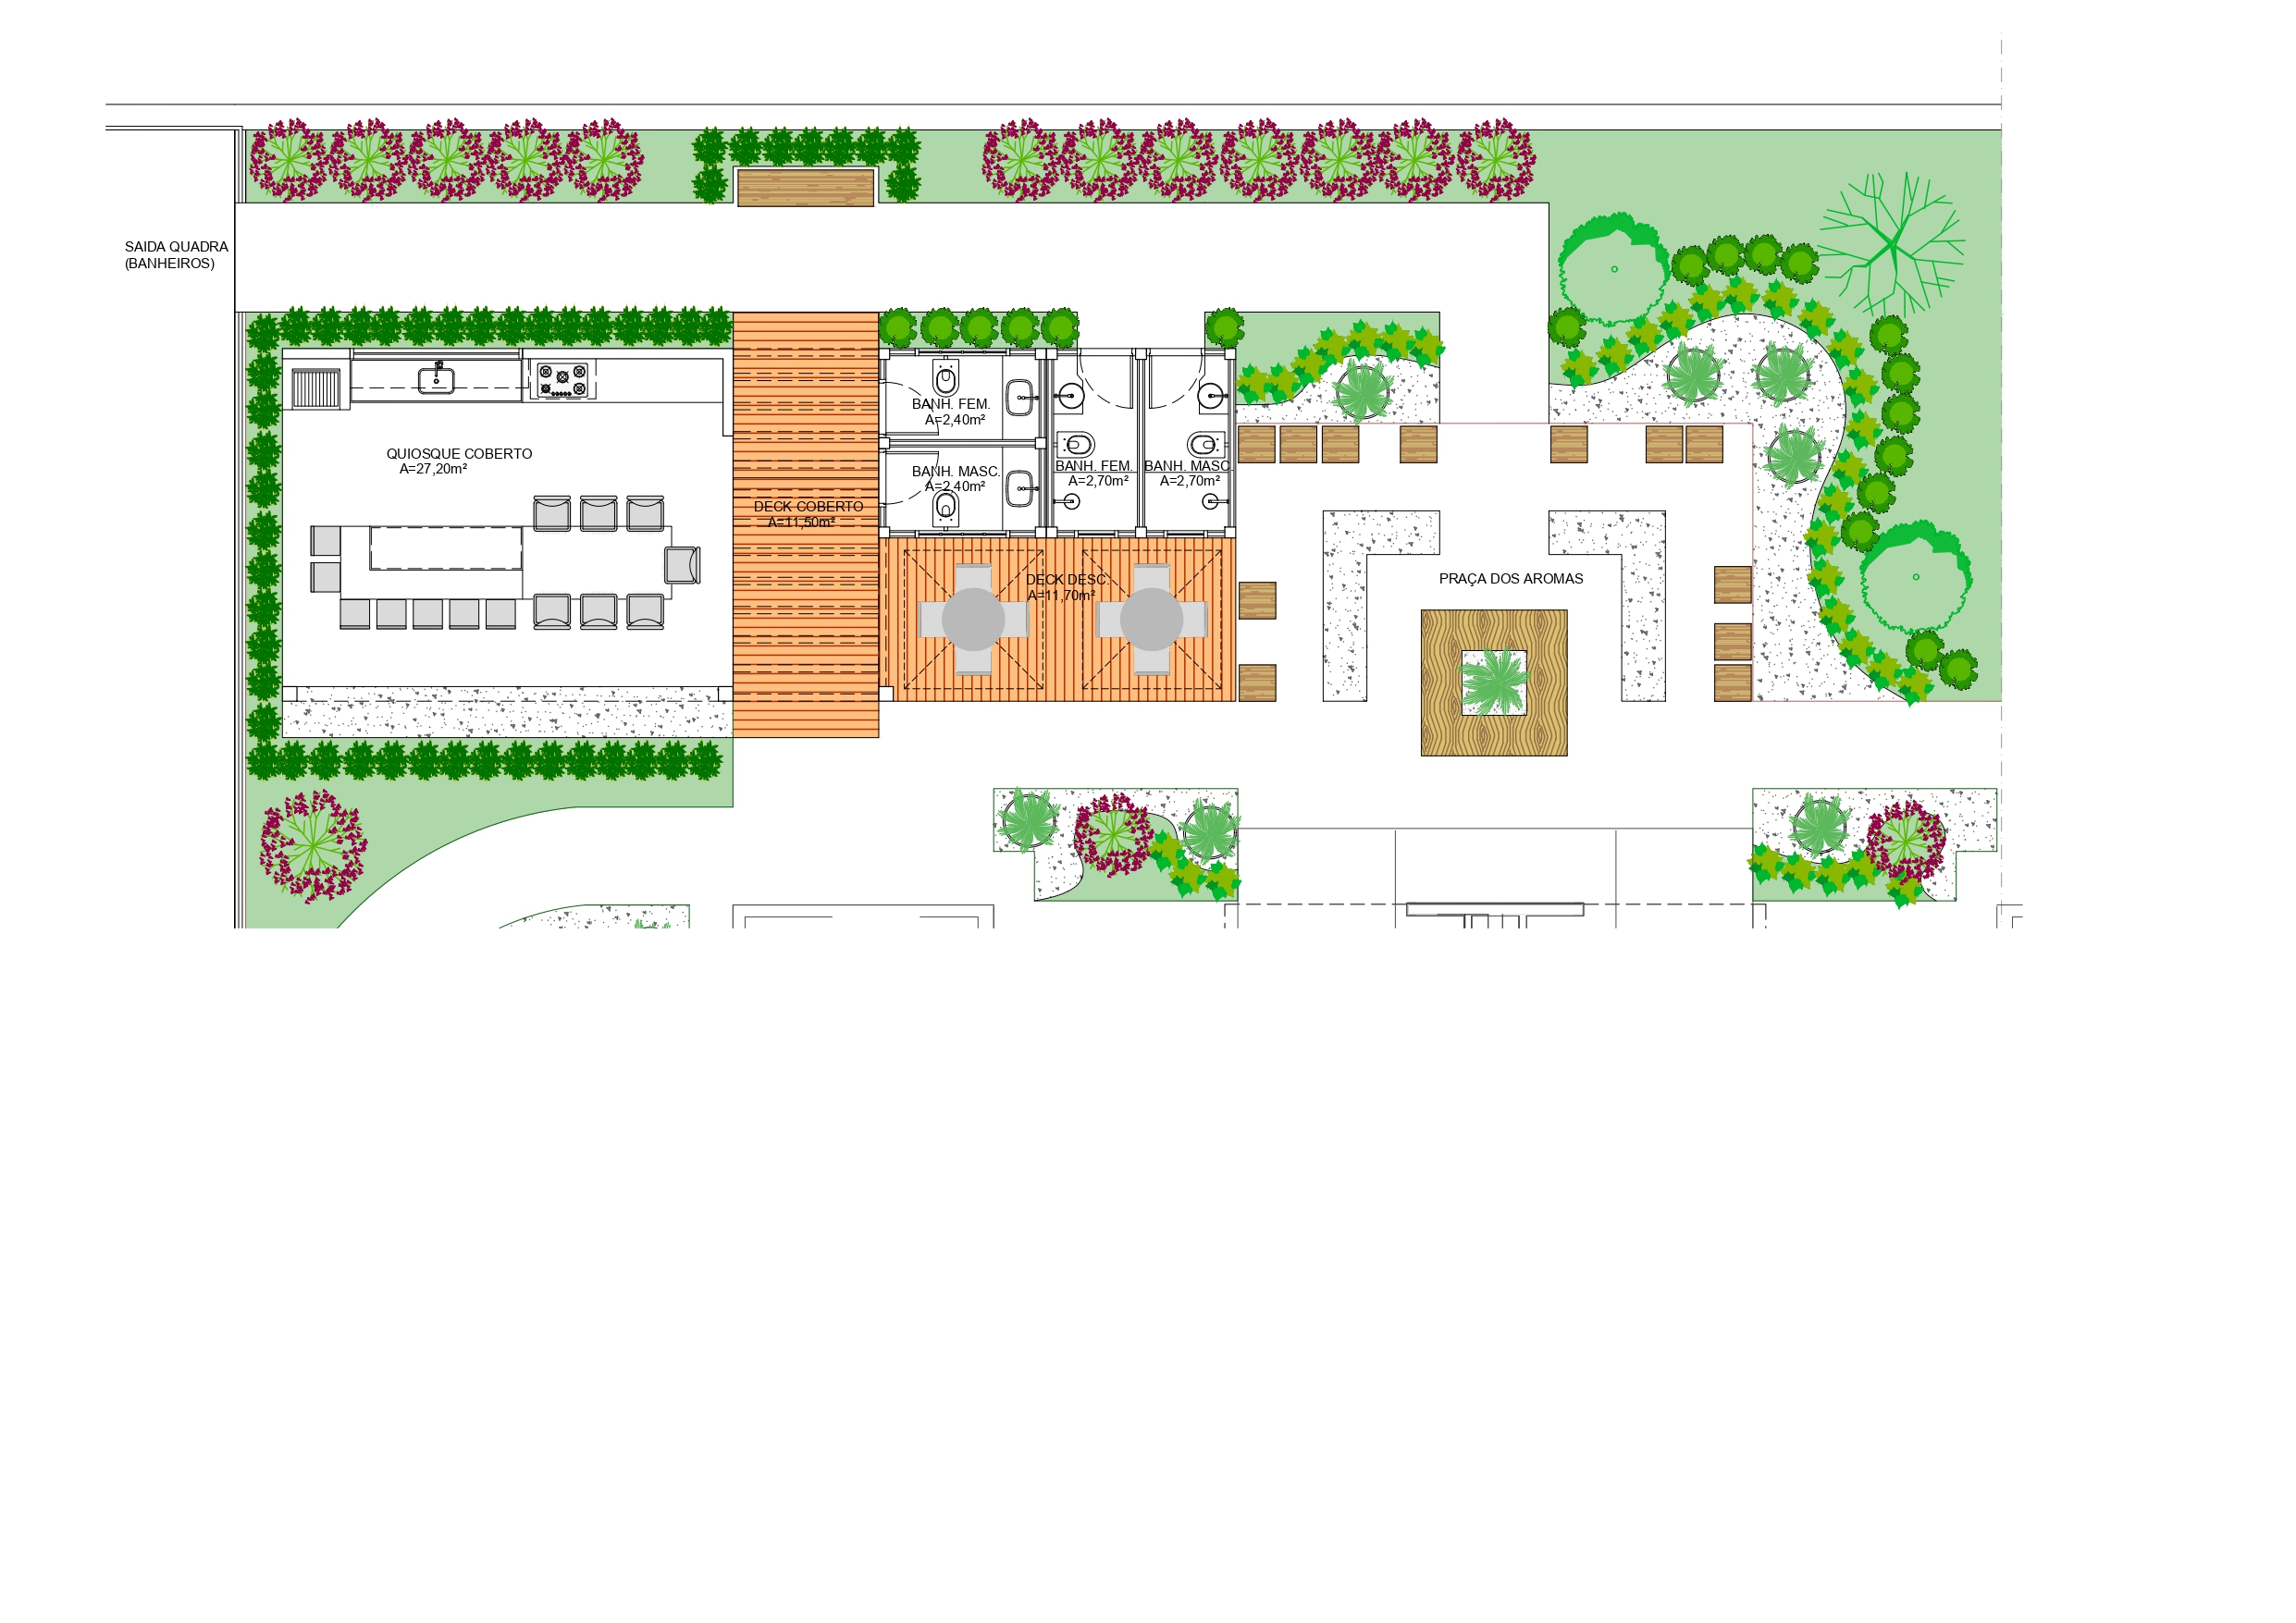 SAIDA QUADRA
(BANHEIROS)
QUIOSQUE COBERTO
A=27,20m²
DECK COBERTO
A=11,50m²
BANH. FEM.
A=2,40m²
BANH. MASC.
A=2,40m²
BANH. FEM.
A=2,70m²
BANH. MASC.
A=2,70m²
DECK DESC.
A=11,70m²
PRAÇA DOS AROMAS